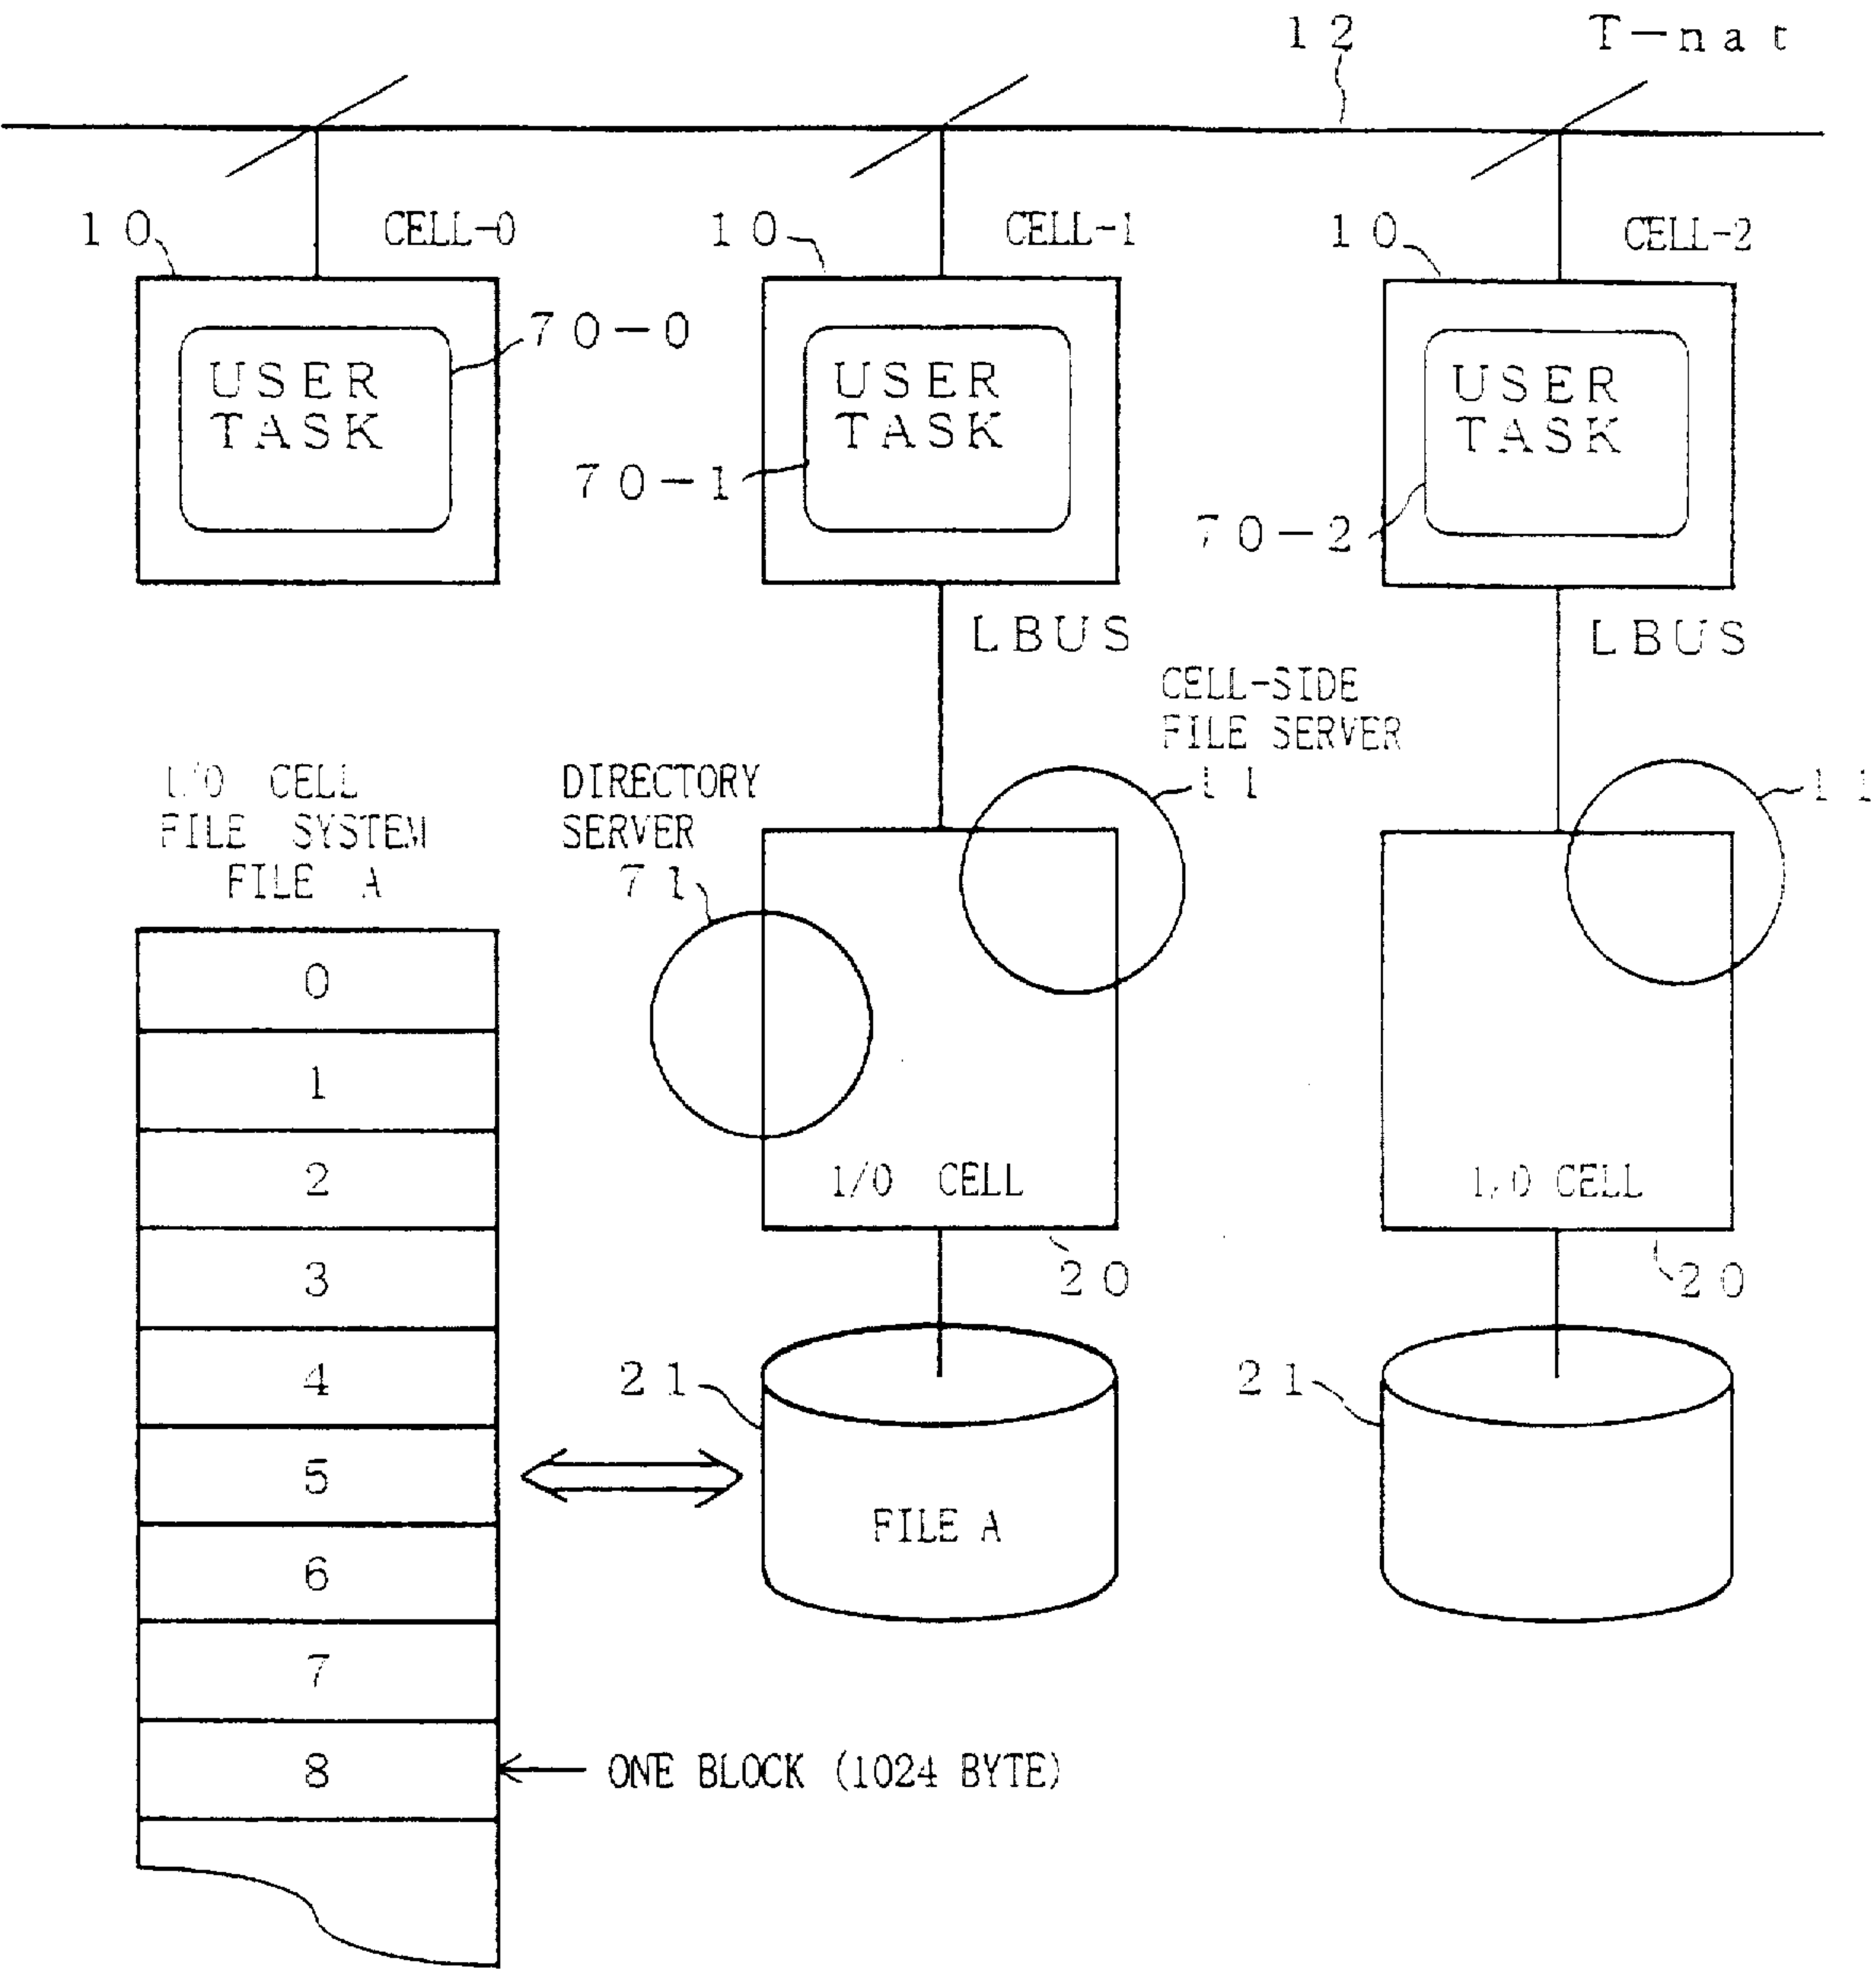 12
T-nat
10
CELL-0
10
CELL-1
10
CELL-2
USER
TASK
70-0
USER
TASK
70-1
USER
TASK
70-2
LBUS
LBUS
CELL-SIDE
FILE SERVER
11
11
I/O CELL
FILE SYSTEM
FILE A
DIRECTORY
SERVER
71
0
1
2
3
4
5
6
7
8
I/O CELL
20
I/O CELL
20
21
FILE A
21
ONE BLOCK (1024 BYTE)